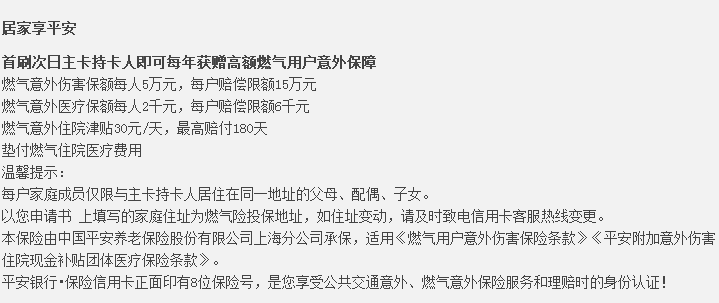 居家享平安
首刷次日主卡持卡人即可每年获赠高额燃气用户意外保障
燃气意外伤害保额每人5万元，每户赔偿限额15万元
燃气意外医疗保额每人2千元，每户赔偿限额6千元
燃气意外住院津贴30元/天，最高赔付180天
垫付燃气住院医疗费用
温馨提示：
每户家庭成员仅限与主卡持卡人居住在同一地址的父母、配偶、子女。
以您申请书 上填写的家庭住址为燃气险投保地址，如住址变动，请及时致电信用卡客服热线变更。
本保险由中国平安养老保险股份有限公司上海分公司承保，适用《燃气用户意外伤害保险条款》《平安附加意外伤害
住院现金补贴团体医疗保险条款》。
平安银行•保险信用卡正面印有8位保险号，是您享受公共交通意外、燃气意外保险服务和理赔时的身份认证！